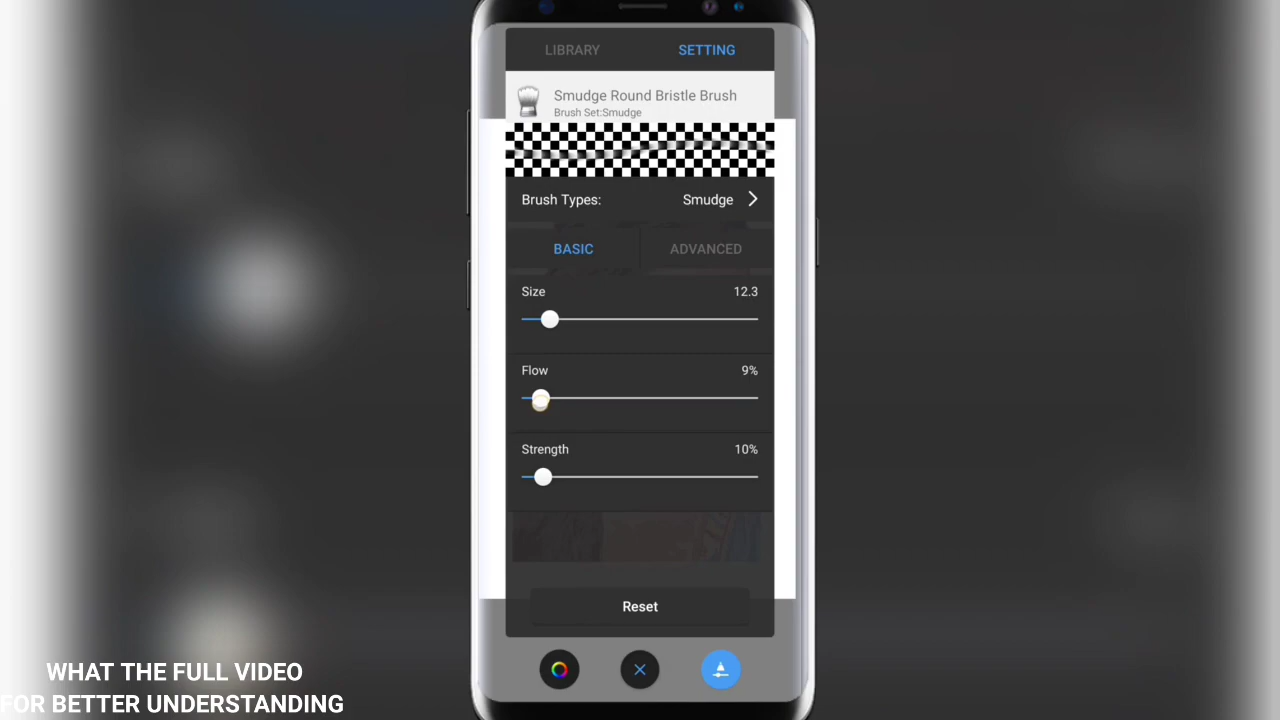 LIBRARY SETTING
Smudge Round Bristle Brush
Brush Set:Smudge
Brush Types: Smudge
BASIC ADVANCED
Size 12.3
Flow 9%
Strength 10%
Reset
WHAT THE FULL VIDEO
FOR BETTER UNDERSTANDING